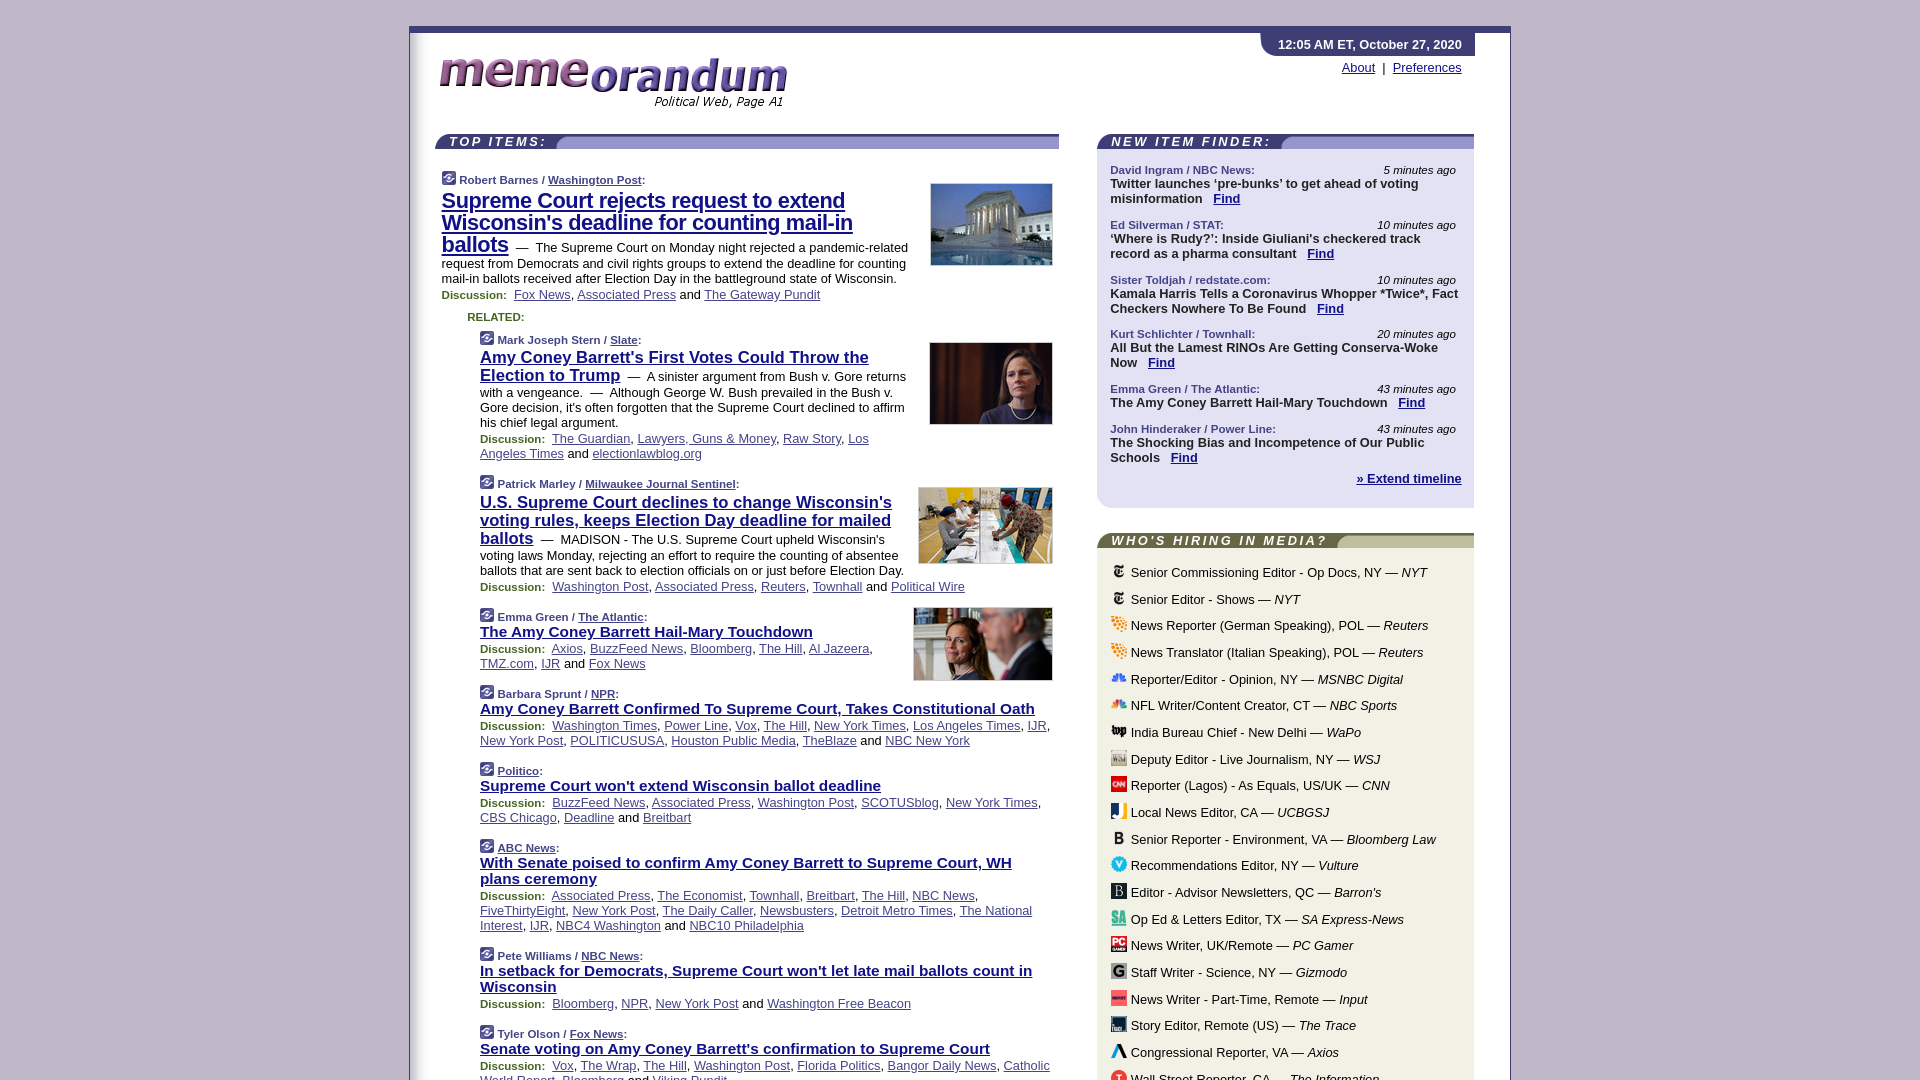 12:05 AM ET, October 27, 2020
About | Preferences
memeorandum
Political Web, Page A1
TOP ITEMS:
Robert Barnes / Washington Post:
Supreme Court rejects request to extend
Wisconsin's deadline for counting mail-in
ballots — The Supreme Court on Monday night rejected a pandemic-related
request from Democrats and civil rights groups to extend the deadline for counting
mail-in ballots received after Election Day in the battleground state of Wisconsin.
Discussion: Fox News, Associated Press and The Gateway Pundit
RELATED:
Mark Joseph Stern / Slate:
Amy Coney Barrett's First Votes Could Throw the
Election to Trump — A sinister argument from Bush v. Gore returns
with a vengeance. — Although George W. Bush prevailed in the Bush v.
Gore decision, it's often forgotten that the Supreme Court declined to affirm
his chief legal argument.
Discussion: The Guardian, Lawyers, Guns & Money, Raw Story, Los
Angeles Times and electionlawblog.org
Patrick Marley / Milwaukee Journal Sentinel:
U.S. Supreme Court declines to change Wisconsin's
voting rules, keeps Election Day deadline for mailed
ballots — MADISON - The U.S. Supreme Court upheld Wisconsin's
voting laws Monday, rejecting an effort to require the counting of absentee
ballots that are sent back to election officials on or just before Election Day.
Discussion: Washington Post, Associated Press, Reuters, Townhall and Political Wire
Emma Green / The Atlantic:
The Amy Coney Barrett Hail-Mary Touchdown
Discussion: Axios, BuzzFeed News, Bloomberg, The Hill, Al Jazeera,
TMZ.com, IJR and Fox News
Barbara Sprunt / NPR:
Amy Coney Barrett Confirmed To Supreme Court, Takes Constitutional Oath
Discussion: Washington Times, Power Line, Vox, The Hill, New York Times, Los Angeles Times, IJR,
New York Post, POLITICUSUSA, Houston Public Media, TheBlaze and NBC New York
Politico:
Supreme Court won't extend Wisconsin ballot deadline
Discussion: BuzzFeed News, Associated Press, Washington Post, SCOTUSblog, New York Times,
CBS Chicago, Deadline and Breitbart
ABC News:
With Senate poised to confirm Amy Coney Barrett to Supreme Court, WH
plans ceremony
Discussion: Associated Press, The Economist, Townhall, Breitbart, The Hill, NBC News,
FiveThirtyEight, New York Post, The Daily Caller, Newsbusters, Detroit Metro Times, The National
Interest, IJR, NBC4 Washington and NBC10 Philadelphia
Pete Williams / NBC News:
In setback for Democrats, Supreme Court won't let late mail ballots count in
Wisconsin
Discussion: Bloomberg, NPR, New York Post and Washington Free Beacon
Tyler Olson / Fox News:
Senate voting on Amy Coney Barrett's confirmation to Supreme Court
Discussion: Vox, The Wrap, The Hill, Washington Post, Florida Politics, Bangor Daily News, Catholic
World Report, Bloomberg and Viking Pundit
NEW ITEM FINDER:
David Ingram / NBC News: 5 minutes ago
Twitter launches ‘pre-bunks’ to get ahead of voting
misinformation Find
Ed Silverman / STAT: 10 minutes ago
‘Where is Rudy?’: Inside Giuliani's checkered track
record as a pharma consultant Find
Sister Toldjah / redstate.com: 10 minutes ago
Kamala Harris Tells a Coronavirus Whopper *Twice*, Fact
Checkers Nowhere To Be Found Find
Kurt Schlichter / Townhall: 20 minutes ago
All But the Lamest RINOs Are Getting Conserva-Woke
Now Find
Emma Green / The Atlantic: 43 minutes ago
The Amy Coney Barrett Hail-Mary Touchdown Find
John Hinderaker / Power Line: 43 minutes ago
The Shocking Bias and Incompetence of Our Public
Schools Find
» Extend timeline
WHO'S HIRING IN MEDIA?
Senior Commissioning Editor - Op Docs, NY — NYT
Senior Editor - Shows — NYT
News Reporter (German Speaking), POL — Reuters
News Translator (Italian Speaking), POL — Reuters
Reporter/Editor - Opinion, NY — MSNBC Digital
NFL Writer/Content Creator, CT — NBC Sports
India Bureau Chief - New Delhi — WaPo
Deputy Editor - Live Journalism, NY — WSJ
Reporter (Lagos) - As Equals, US/UK — CNN
Local News Editor, CA — UCBGSJ
Senior Reporter - Environment, VA — Bloomberg Law
Recommendations Editor, NY — Vulture
Editor - Advisor Newsletters, QC — Barron's
Op Ed & Letters Editor, TX — SA Express-News
News Writer, UK/Remote — PC Gamer
Staff Writer - Science, NY — Gizmodo
News Writer - Part-Time, Remote — Input
Story Editor, Remote (US) — The Trace
Congressional Reporter, VA — Axios
Wall Street Reporter, CA — The Information